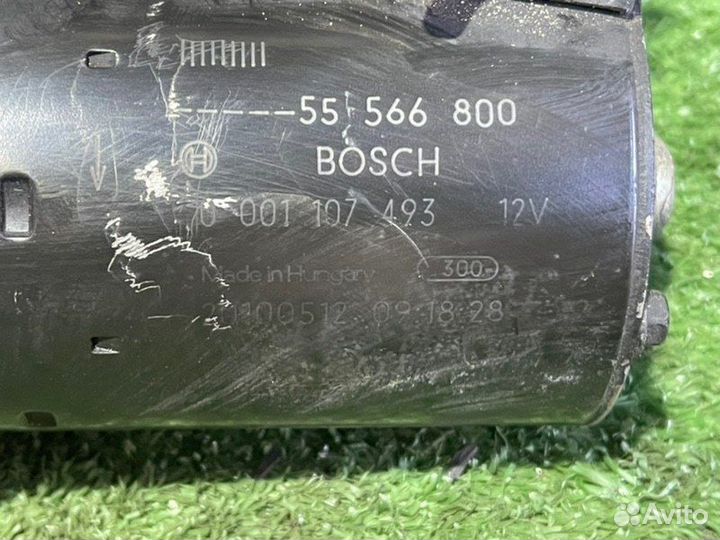 -----55 566 800
BOSCH
0 001 107 493 12V
Made in Hungary 300
20100512 09:18:28
Avito